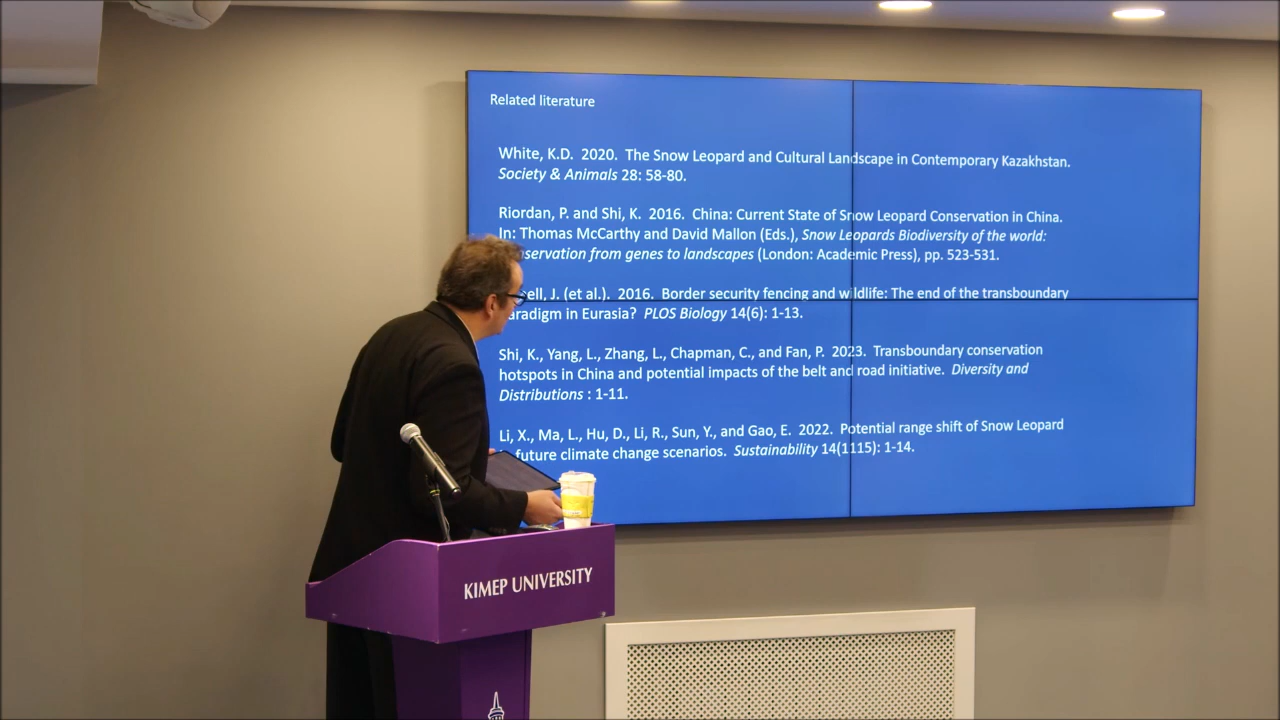 Related literature
White, K.D. 2020. The Snow Leopard and Cultural Landscape in Contemporary Kazakhstan.
Society & Animals 28: 58-80.
Riordan, P. and Shi, K. 2016. China: Current State of Snow Leopard Conservation in China.
In: Thomas McCarthy and David Mallon (Eds.), Snow Leopards Biodiversity of the world:
servation from genes to landscapes (London: Academic Press), pp. 523-531.
ell, J. (et al.). 2016. Border security fencing and wildlife: The end of the transboundary
aradigm in Eurasia? PLOS Biology 14(6): 1-13.
Shi, K., Yang, L., Zhang, L., Chapman, C., and Fan, P. 2023. Transboundary conservation
hotspots in China and potential impacts of the belt and road initiative. Diversity and
Distributions : 1-11.
Li, X., Ma, L., Hu, D., Li, R., Sun, Y., and Gao, E. 2022. Potential range shift of Snow Leopard
future climate change scenarios. Sustainability 14(1115): 1-14.
KIMEP UNIVERSITY